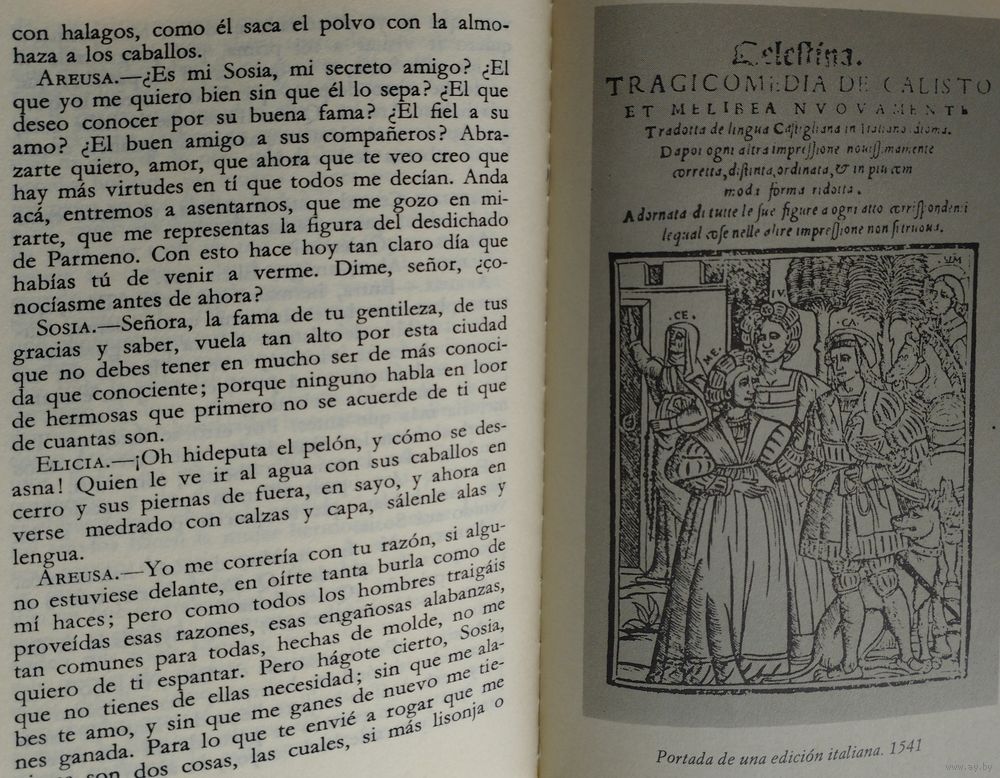 con halagos, como él saca el polvo con la almo-
haza a los caballos.
AREUSA.—¿Es mi Sosia, mi secreto amigo? ¿El
que yo me quiero bien sin que él lo sepa? ¿El que
deseo conocer por su buena fama? ¿El fiel a su
amo? ¿El buen amigo a sus compañeros? Abra-
zarte quiero, amor, que ahora que te veo creo que
hay más virtudes en tí que todos me decían. Anda
acá, entremos a asentarnos, que me gozo en mi-
rarte, que me representas la figura del desdichado
de Parmeno. Con esto hace hoy tan claro día que
habías tú de venir a verme. Dime, señor, ¿co-
nocíasme antes de ahora?
SOSIA.—Señora, la fama de tu gentileza, de tus
gracias y saber, vuela tan alto por esta ciudad
que no debes tener en mucho ser de más conoci-
da que conociente; porque ninguno habla en loor
de hermosas que primero no se acuerde de ti que
de cuantas son.
ELICIA.—¡Oh hideputa el pelón, y cómo se des-
asna! Quien le ve ir al agua con sus caballos en
cerro y sus piernas de fuera, en sayo, y ahora en
verse medrado con calzas y capa, sálenle alas y
lengua.
AREUSA.—Yo me correría con tu razón, si algu-
no estuviese delante, en oírte tanta burla como de
mí haces; pero como todos los hombres traigáis
proveídas esas razones, esas engañosas alabanzas,
tan comunes para todas, hechas de molde, no me
quiero de ti espantar. Pero hágote cierto, Sosia,
que no tienes de ellas necesidad; sin que me ala-
bes te amo, y sin que me ganes de nuevo me tie-
nes ganada. Para lo que te envié a rogar que me
son dos cosas, las cuales, si más lisonja o
Celestina.
TRAGICOMEDIA DE CALISTO
ET MELIBEA NVOVAMENTE
Tradotta de lingua Castigliana in Italiano idioma.
Dapoi ogni altra impressione nouissimamente
corretta, distinta, ordinata, & in piu com
moda forma ridotta.
Adornata di tutte le sue figure a ogni atto corrispondenti
lequal cose nelle altre impressione non si truous.
VM
IV
CE.
CA.
ME.
Portada de una edición italiana. 1541
www.ay.by